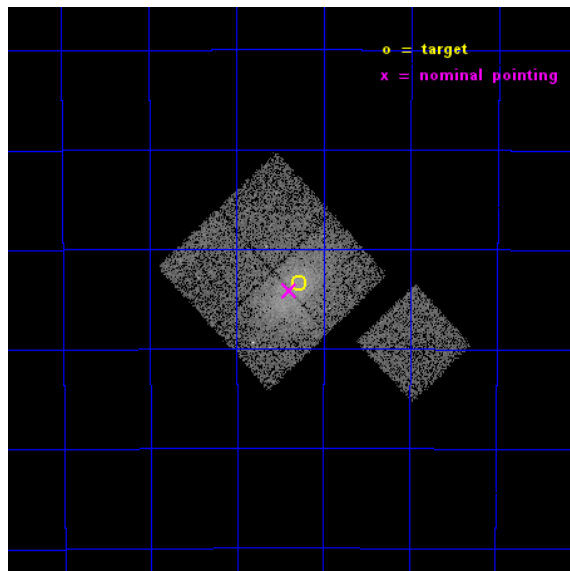 o = target
x = nominal pointing